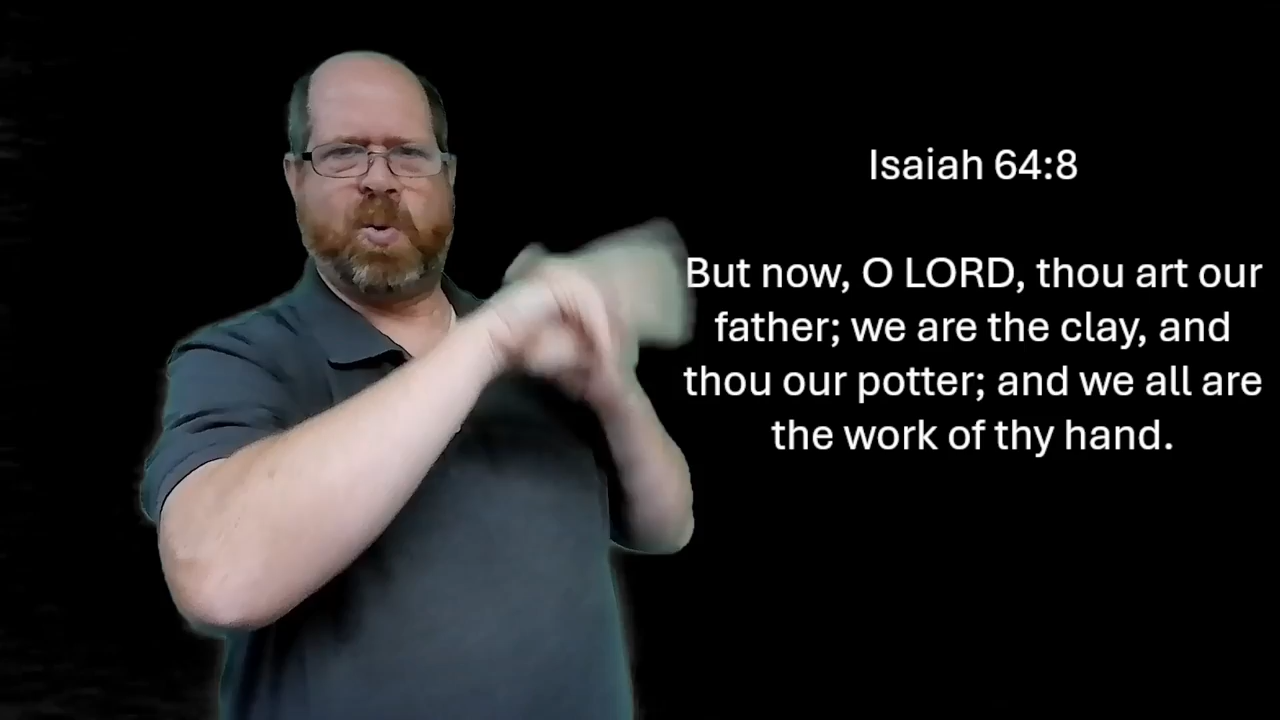 Isaiah 64:8
But now, O LORD, thou art our
father; we are the clay, and
thou our potter; and we all are
the work of thy hand.